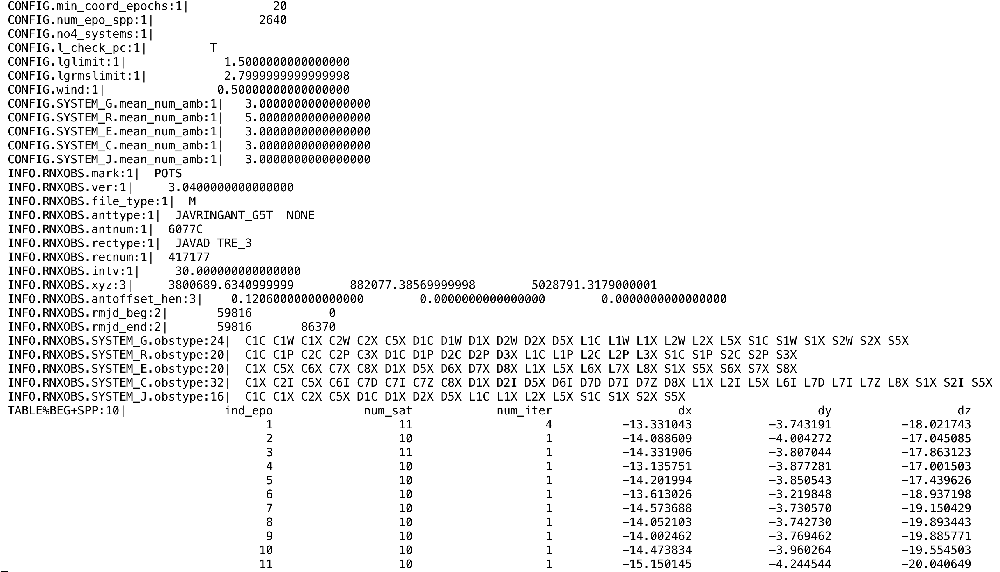 CONFIG.min_coord_epochs:1|            20
CONFIG.num_epo_spp:1|               2640
CONFIG.no4_systems:1|
CONFIG.l_check_pc:1|         T
CONFIG.lglimit:1|              1.5000000000000000
CONFIG.lgrmslimit:1|           2.7999999999999998
CONFIG.wind:1|                0.50000000000000000
CONFIG.SYSTEM_G.mean_num_amb:1|   3.0000000000000000
CONFIG.SYSTEM_R.mean_num_amb:1|   5.0000000000000000
CONFIG.SYSTEM_E.mean_num_amb:1|   3.0000000000000000
CONFIG.SYSTEM_C.mean_num_amb:1|   3.0000000000000000
CONFIG.SYSTEM_J.mean_num_amb:1|   3.0000000000000000
INFO.RNXOBS.mark:1|  POTS
INFO.RNXOBS.ver:1|     3.0400000000000000
INFO.RNXOBS.file_type:1|  M
INFO.RNXOBS.anttype:1|  JAVRINGANT_G5T  NONE
INFO.RNXOBS.antnum:1|  6077C
INFO.RNXOBS.rectype:1|  JAVAD TRE_3
INFO.RNXOBS.recnum:1|  417177
INFO.RNXOBS.intv:1|     30.000000000000000
INFO.RNXOBS.xyz:3|     3800689.6340999999        882077.38569999998        5028791.3179000001
INFO.RNXOBS.antoffset_hen:3|    0.12060000000000000        0.0000000000000000        0.0000000000000000
INFO.RNXOBS.rmjd_beg:2|       59816           0
INFO.RNXOBS.rmjd_end:2|       59816       86370
INFO.RNXOBS.SYSTEM_G.obstype:24|  C1C C1W C1X C2W C2X C5X D1C D1W D1X D2W D2X D5X L1C L1W L1X L2W L2X L5X S1C S1W S1X S2W S2X S5X
INFO.RNXOBS.SYSTEM_R.obstype:20|  C1C C1P C2C C2P C3X D1C D1P D2C D2P D3X L1C L1P L2C L2P L3X S1C S1P S2C S2P S3X
INFO.RNXOBS.SYSTEM_E.obstype:20|  C1X C5X C6X C7X C8X D1X D5X D6X D7X D8X L1X L5X L6X L7X L8X S1X S5X S6X S7X S8X
INFO.RNXOBS.SYSTEM_C.obstype:32|  C1X C2I C5X C6I C7D C7I C7Z C8X D1X D2I D5X D6I D7D D7I D7Z D8X L1X L2I L5X L6I L7D L7I L7Z L8X S1X S2I S5X
INFO.RNXOBS.SYSTEM_J.obstype:16|  C1C C1X C2X C5X D1C D1X D2X D5X L1C L1X L2X L5X S1C S1X S2X S5X
TABLE%BEG+SPP:10|              ind_epo             num_sat            num_iter                  dx                  dy                  dz
1                  11                   4          −13.331043           −3.743191          −18.021743
2                  10                   1          −14.088609           −4.004272          −17.045085
3                  11                   1          −14.331906           −3.807044          −17.863123
4                  10                   1          −13.135751           −3.877281          −17.001503
5                  10                   1          −14.201994           −3.850543          −17.439626
6                  10                   1          −13.613026           −3.219848          −18.937198
7                  10                   1          −14.573688           −3.730570          −19.150429
8                  10                   1          −14.052103           −3.742730          −19.893443
9                  10                   1          −14.002462           −3.769462          −19.885771
10                  10                   1          −14.473834           −3.960264          −19.554503
11                  10                   1          −15.150145           −4.244544          −20.040649